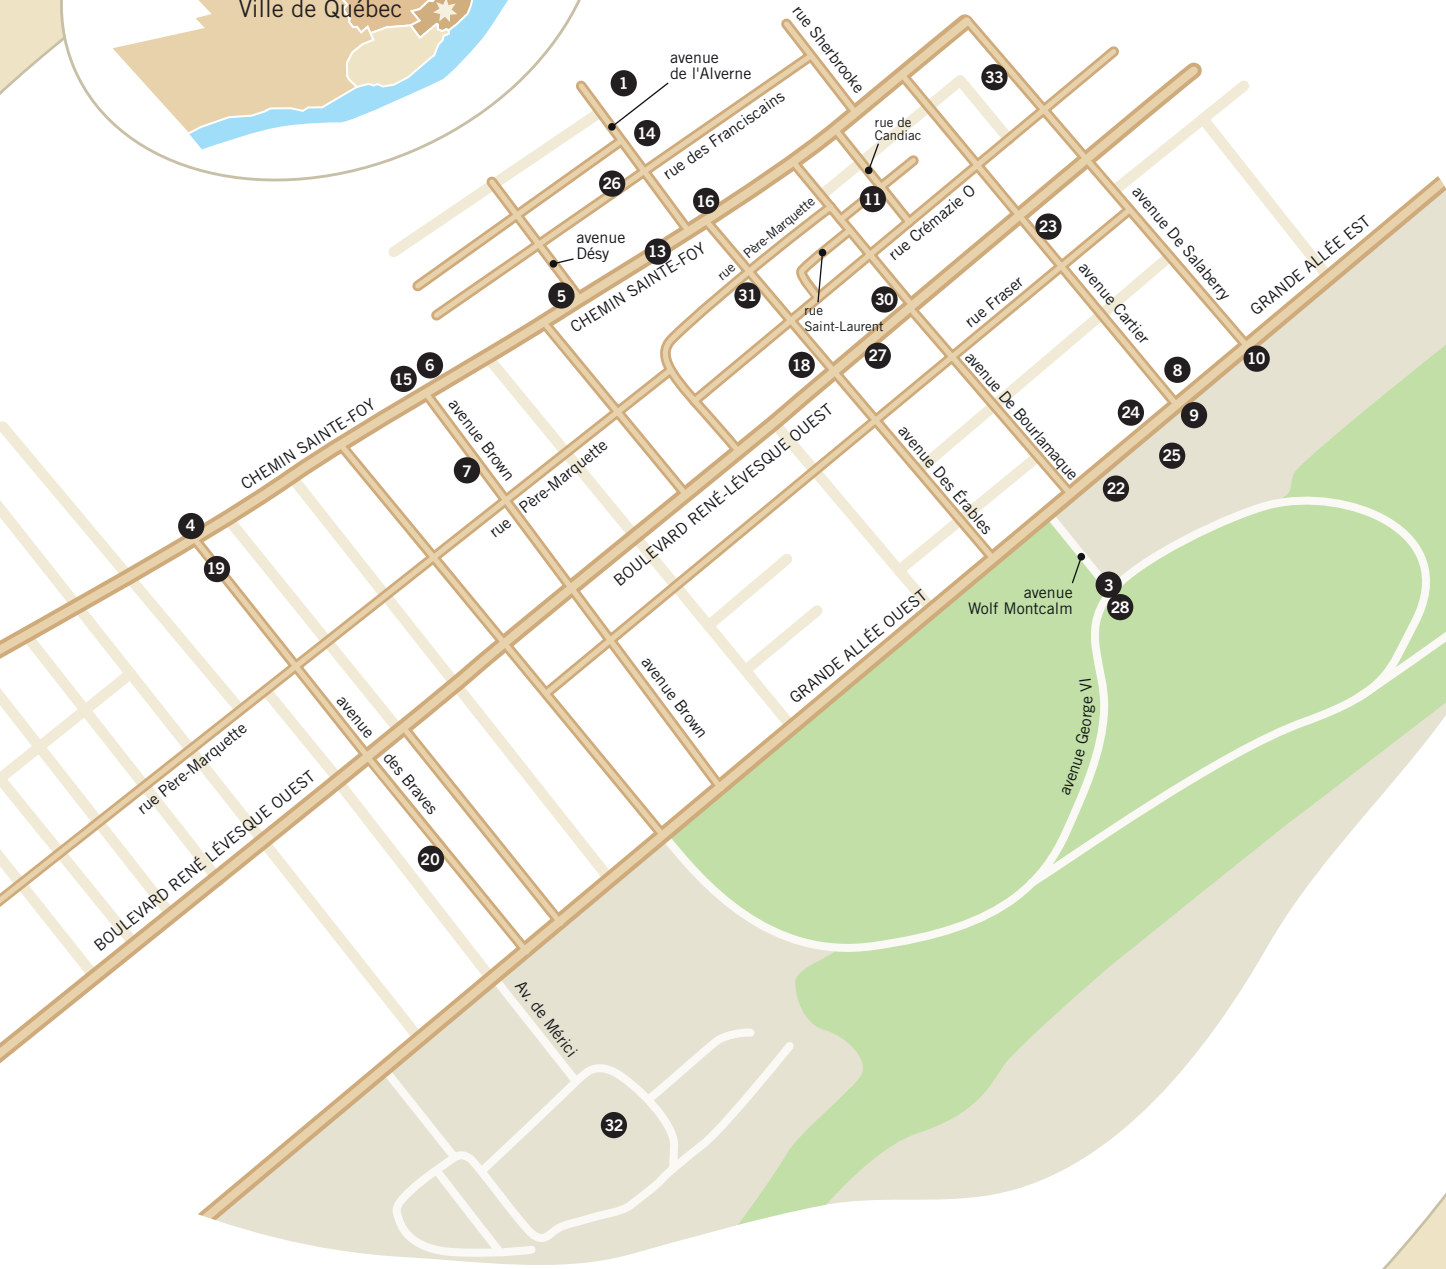 Ville de Québec
rue Sherbrooke
avenue
de l'Alverne
1
33
14
rue des Franciscains
rue de
Candiac
26
16
11
rue Père-Marquette
rue Crémazie O
avenue De Salaberry
23
avenue
Désy
13
CHEMIN SAINTE-FOY
5
31
30
rue
Saint-Laurent
rue Fraser
avenue Cartier
GRANDE ALLÉE EST
15
6
18
27
8
10
CHEMIN SAINTE-FOY
avenue Brown
avenue De Bourlamaque
24
9
7
rue Père-Marquette
BOULEVARD RENÉ-LÉVESQUE OUEST
avenue Des Érables
25
22
4
19
avenue
Wolf Montcalm
3
28
GRANDE ALLÉE OUEST
avenue Brown
avenue George VI
rue Père-Marquette
avenue
des Braves
BOULEVARD RENÉ LÉVESQUE OUEST
20
Av. de Mérici
32